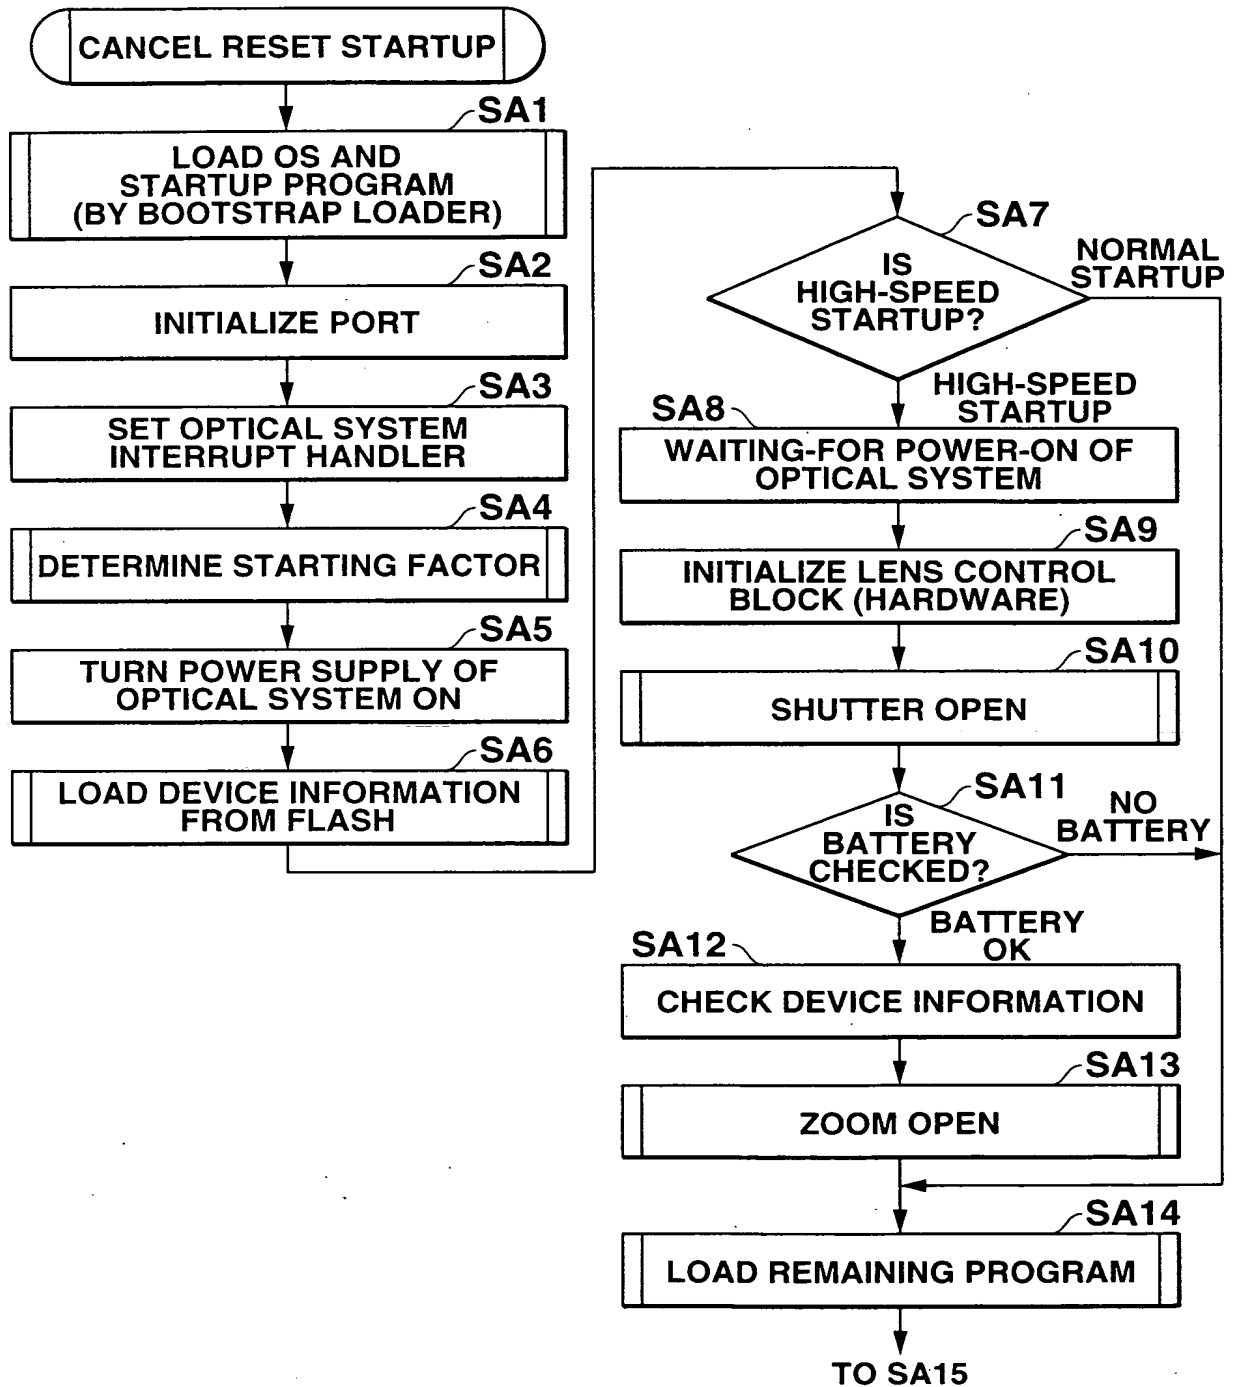 CANCEL RESET STARTUP
SA1
LOAD OS AND
STARTUP PROGRAM
(BY BOOTSTRAP LOADER)
SA2
INITIALIZE PORT
SA3
SET OPTICAL SYSTEM
INTERRUPT HANDLER
SA4
DETERMINE STARTING FACTOR
SA5
TURN POWER SUPPLY OF
OPTICAL SYSTEM ON
SA6
LOAD DEVICE INFORMATION
FROM FLASH
SA7
IS
HIGH-SPEED
STARTUP?
NORMAL
STARTUP
HIGH-SPEED
STARTUP
SA8
WAITING-FOR POWER-ON OF
OPTICAL SYSTEM
SA9
INITIALIZE LENS CONTROL
BLOCK (HARDWARE)
SA10
SHUTTER OPEN
SA11
IS
BATTERY
CHECKED?
NO
BATTERY
BATTERY
OK
SA12
CHECK DEVICE INFORMATION
SA13
ZOOM OPEN
SA14
LOAD REMAINING PROGRAM
TO SA15